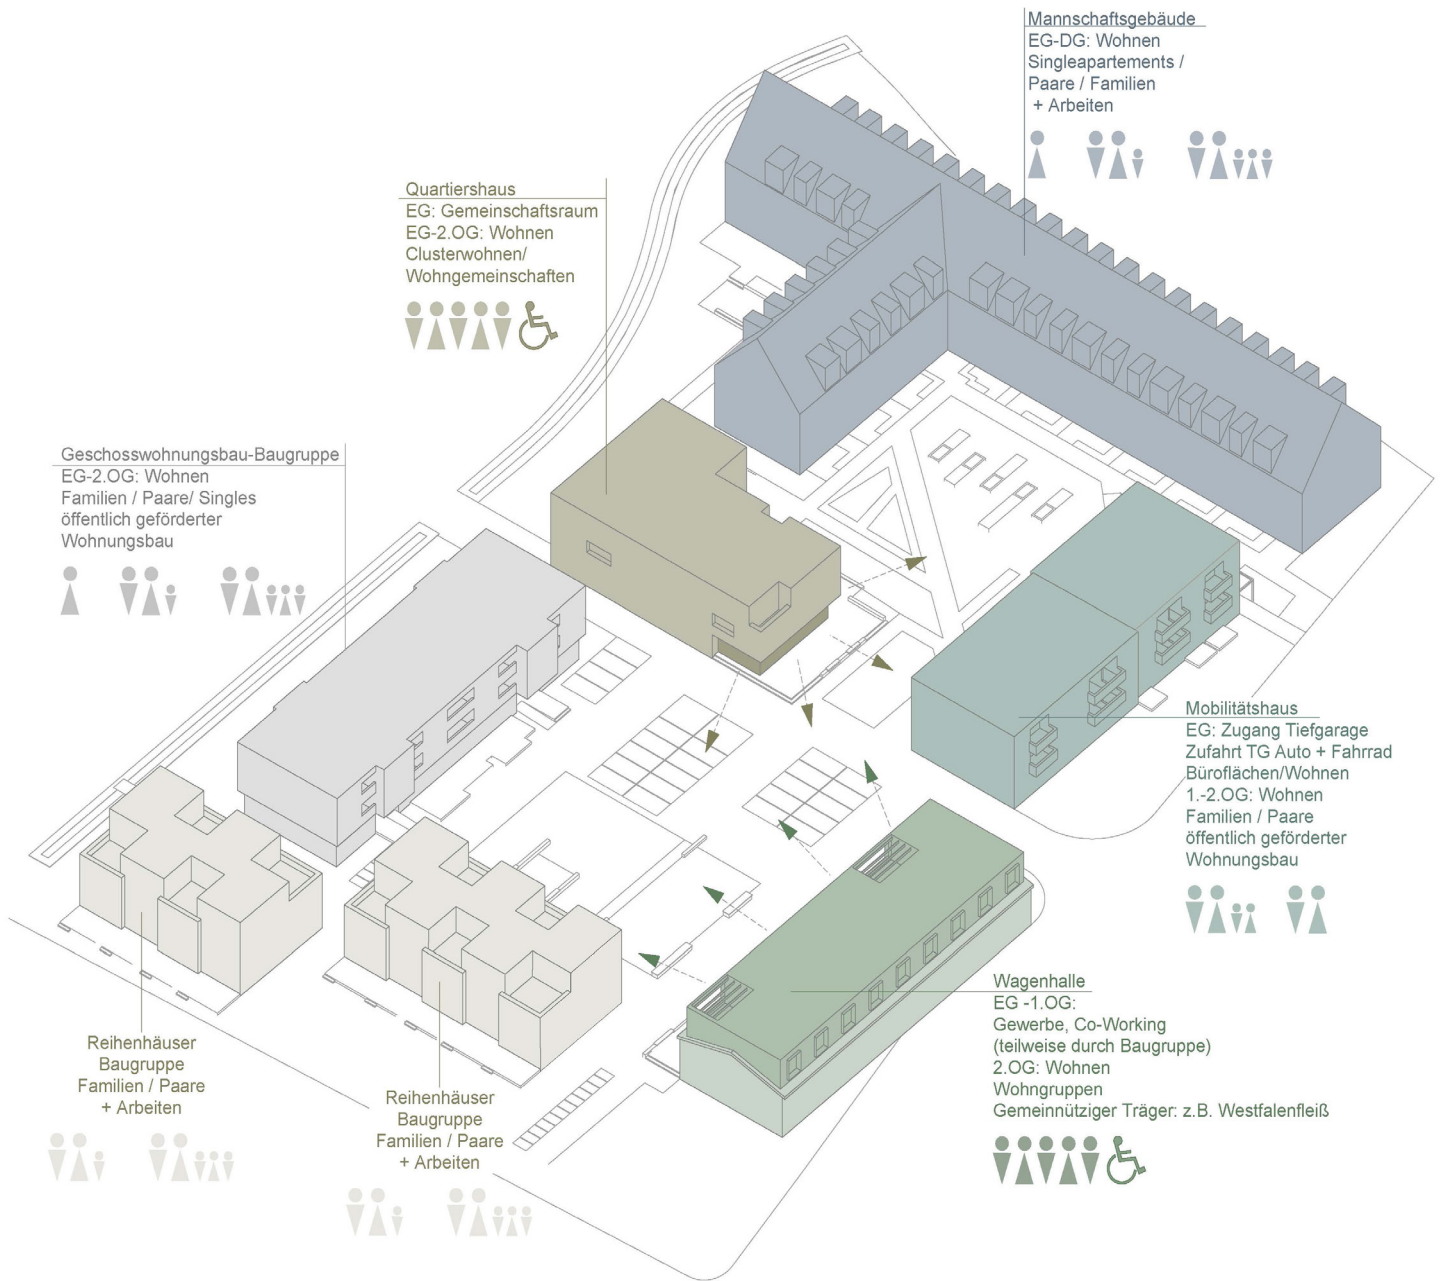 Mannschaftsgebäude
EG-DG: Wohnen
Singleapartements /
Paare / Familien
+ Arbeiten
Quartiershaus
EG: Gemeinschaftsraum
EG-2.OG: Wohnen
Clusterwohnen/
Wohngemeinschaften
Geschosswohnungsbau-Baugruppe
EG-2.OG: Wohnen
Familien / Paare/ Singles
öffentlich geförderter
Wohnungsbau
Mobilitätshaus
EG: Zugang Tiefgarage
Zufahrt TG Auto + Fahrrad
Büroflächen/Wohnen
1.-2.OG: Wohnen
Familien / Paare
öffentlich geförderter
Wohnungsbau
Wagenhalle
EG -1.OG:
Gewerbe, Co-Working
(teilweise durch Baugruppe)
2.OG: Wohnen
Wohngruppen
Gemeinnütziger Träger: z.B. Westfalenfleiß
Reihenhäuser
Baugruppe
Familien / Paare
+ Arbeiten
Reihenhäuser
Baugruppe
Familien / Paare
+ Arbeiten